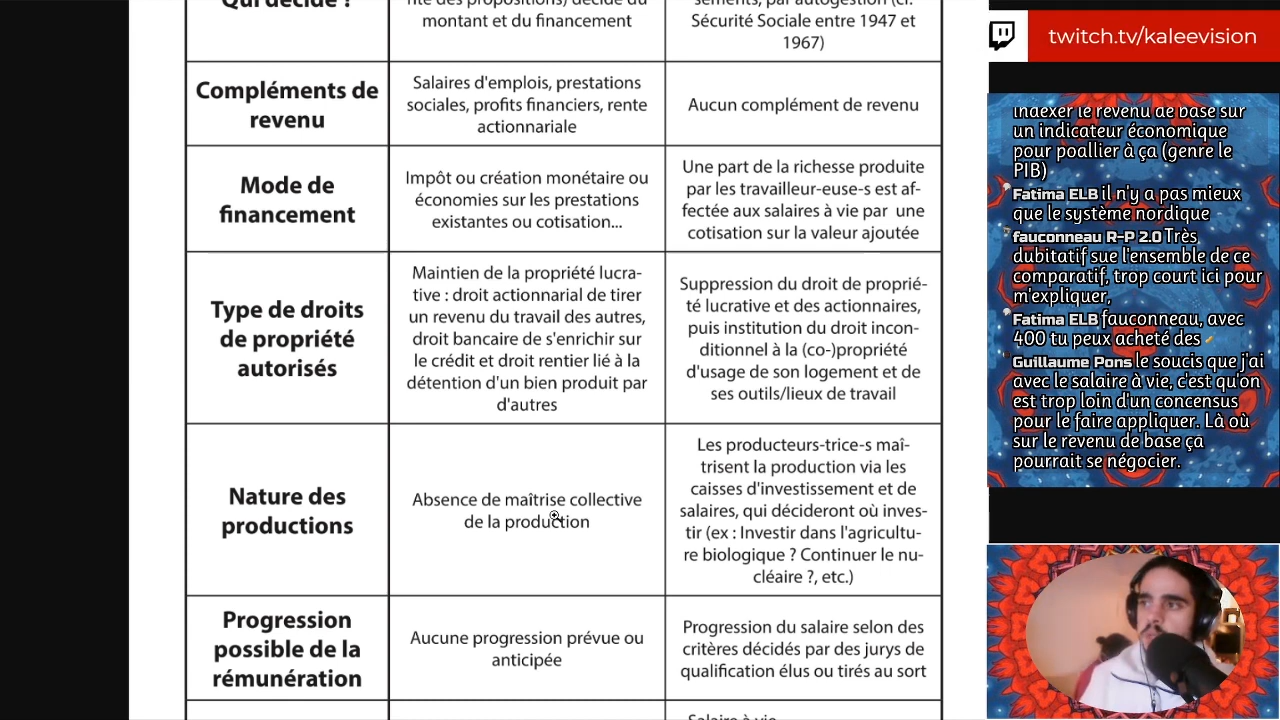 Qui décide ?
rité des propositions) décide du
montant et du financement
sements, par autogestion (cf.
Sécurité Sociale entre 1947 et
1967)
Compléments de
revenu
Salaires d'emplois, prestations
sociales, profits financiers, rente
actionnariale
Aucun complément de revenu
Mode de
financement
Impôt ou création monétaire ou
économies sur les prestations
existantes ou cotisation...
Une part de la richesse produite
par les travailleur-euse-s est af-
fectée aux salaires à vie par une
cotisation sur la valeur ajoutée
Type de droits
de propriété
autorisés
Maintien de la propriété lucra-
tive : droit actionnarial de tirer
un revenu du travail des autres,
droit bancaire de s'enrichir sur
le crédit et droit rentier lié à la
détention d'un bien produit par
d'autres
Suppression du droit de proprié-
té lucrative et des actionnaires,
puis institution du droit incon-
ditionnel à la (co-)propriété
d'usage de son logement et de
ses outils/lieux de travail
Nature des
productions
Absence de maîtrise collective
de la production
Les producteurs-trice-s maî-
trisent la production via les
caisses d'investissement et de
salaires, qui décideront où inves-
tir (ex : Investir dans l'agricultu-
re biologique ? Continuer le nu-
cléaire ?, etc.)
Progression
possible de la
rémunération
Aucune progression prévue ou
anticipée
Progression du salaire selon des
critères décidés par des jurys de
qualification élus ou tirés au sort
Salaire à vie
twitch.tv/kaleevision
indexer le revenu de base sur
un indicateur économique
pour poallier à ça (genre le
PIB)
Fatima ELB il n'y a pas mieux
que le système nordique
fauconneau R-P 2.0 Très
dubitatif sue l'ensemble de ce
comparatif, trop court ici pour
m'expliquer,
Fatima ELB fauconneau, avec
400 tu peux acheté des
Guillaume Pons le soucis que j'ai
avec le salaire à vie, c'est qu'on
est trop loin d'un concensus
pour le faire appliquer. Là où
sur le revenu de base ça
pourrait se négocier.